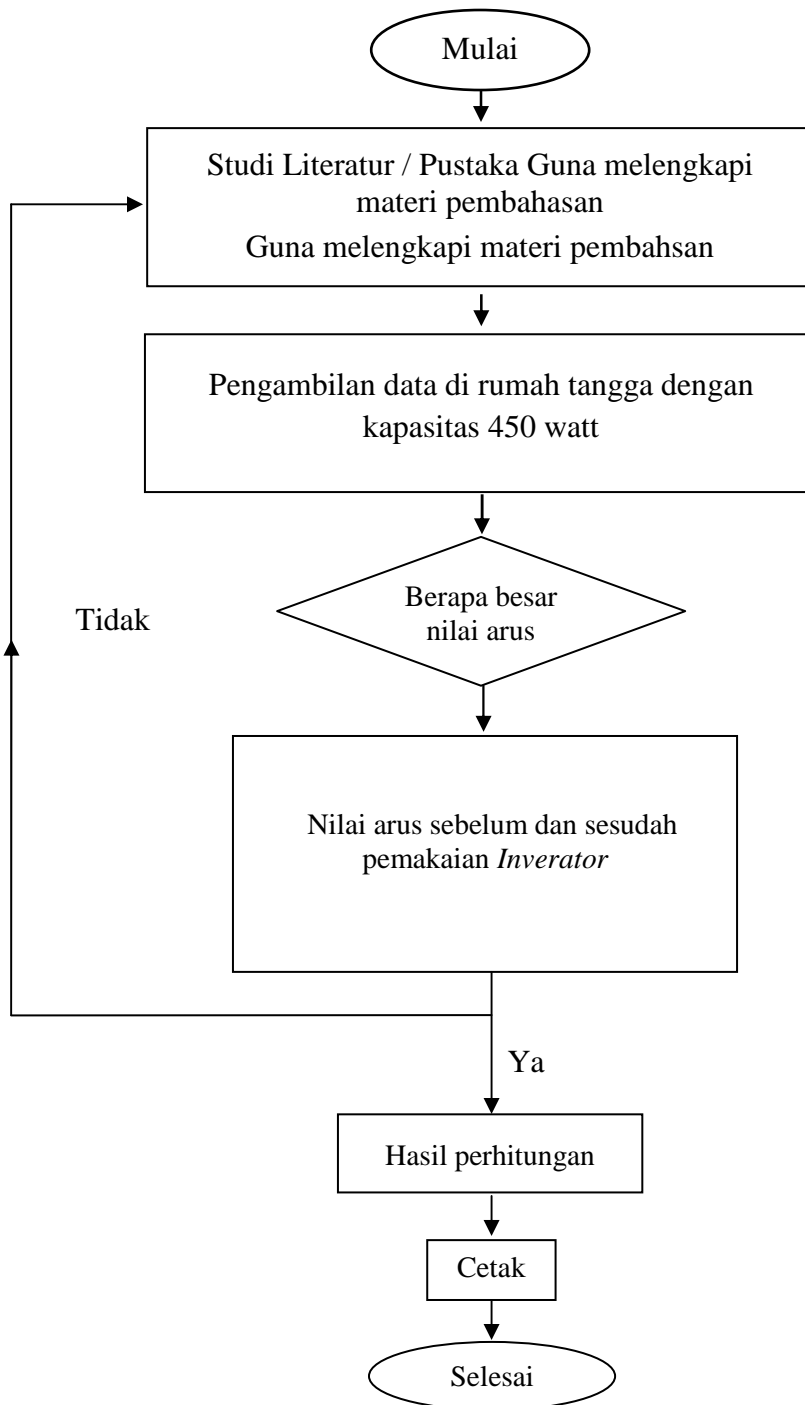 Mulai
Studi Literatur / Pustaka Guna melengkapi
materi pembahasan
Guna melengkapi materi pembahsan
Pengambilan data di rumah tangga dengan
kapasitas 450 watt
Berapa besar
nilai arus
Tidak
Nilai arus sebelum dan sesudah
pemakaian Inverator
Ya
Hasil perhitungan
Cetak
Selesai